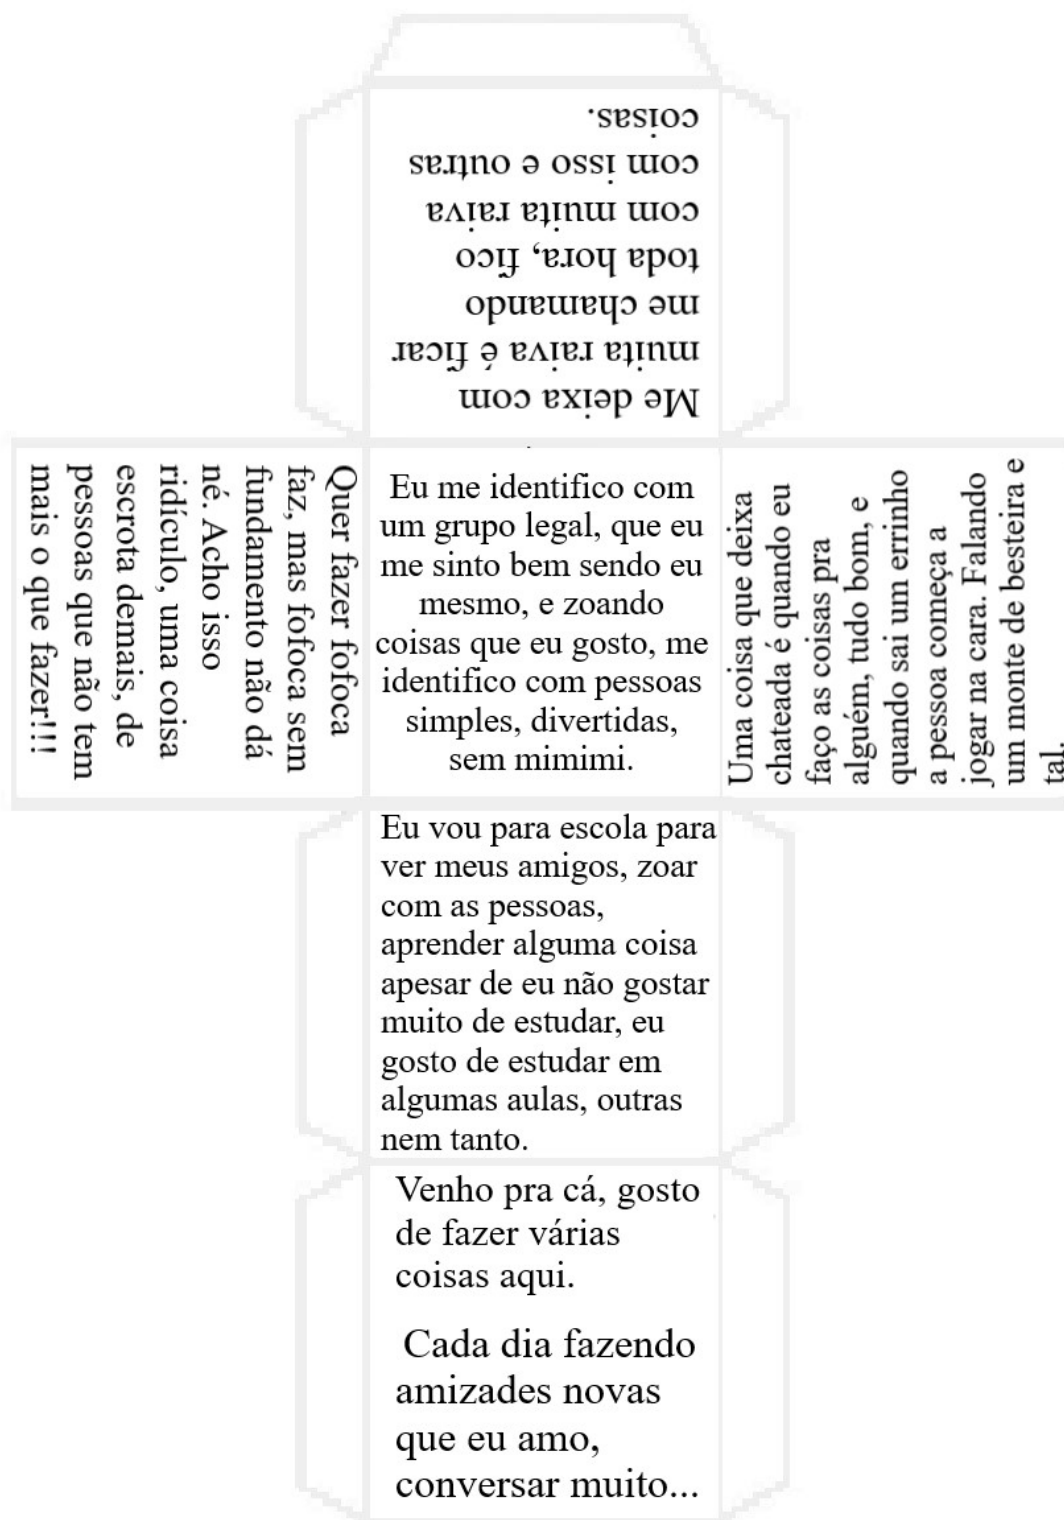 Me deixa com
muita raiva é ficar
me chamando
toda hora, fico
com muita raiva
com isso e outras
coisas.
Quer fazer fofoca
faz, mas fofoca sem
fundamento não dá
né. Acho isso
ridículo, uma coisa
escrota demais, de
pessoas que não tem
mais o que fazer!!!
Eu me identifico com
um grupo legal, que eu
me sinto bem sendo eu
mesmo, e zoando
coisas que eu gosto, me
identifico com pessoas
simples, divertidas,
sem mimimi.
Uma coisa que deixa
chateada é quando eu
faço as coisas pra
alguém, tudo bom, e
quando sai um errinho
a pessoa começa a
jogar na cara. Falando
um monte de besteira e
tal.
Eu vou para escola para
ver meus amigos, zoar
com as pessoas,
aprender alguma coisa
apesar de eu não gostar
muito de estudar, eu
gosto de estudar em
algumas aulas, outras
nem tanto.
Venho pra cá, gosto
de fazer várias
coisas aqui.
Cada dia fazendo
amizades novas
que eu amo,
conversar muito...